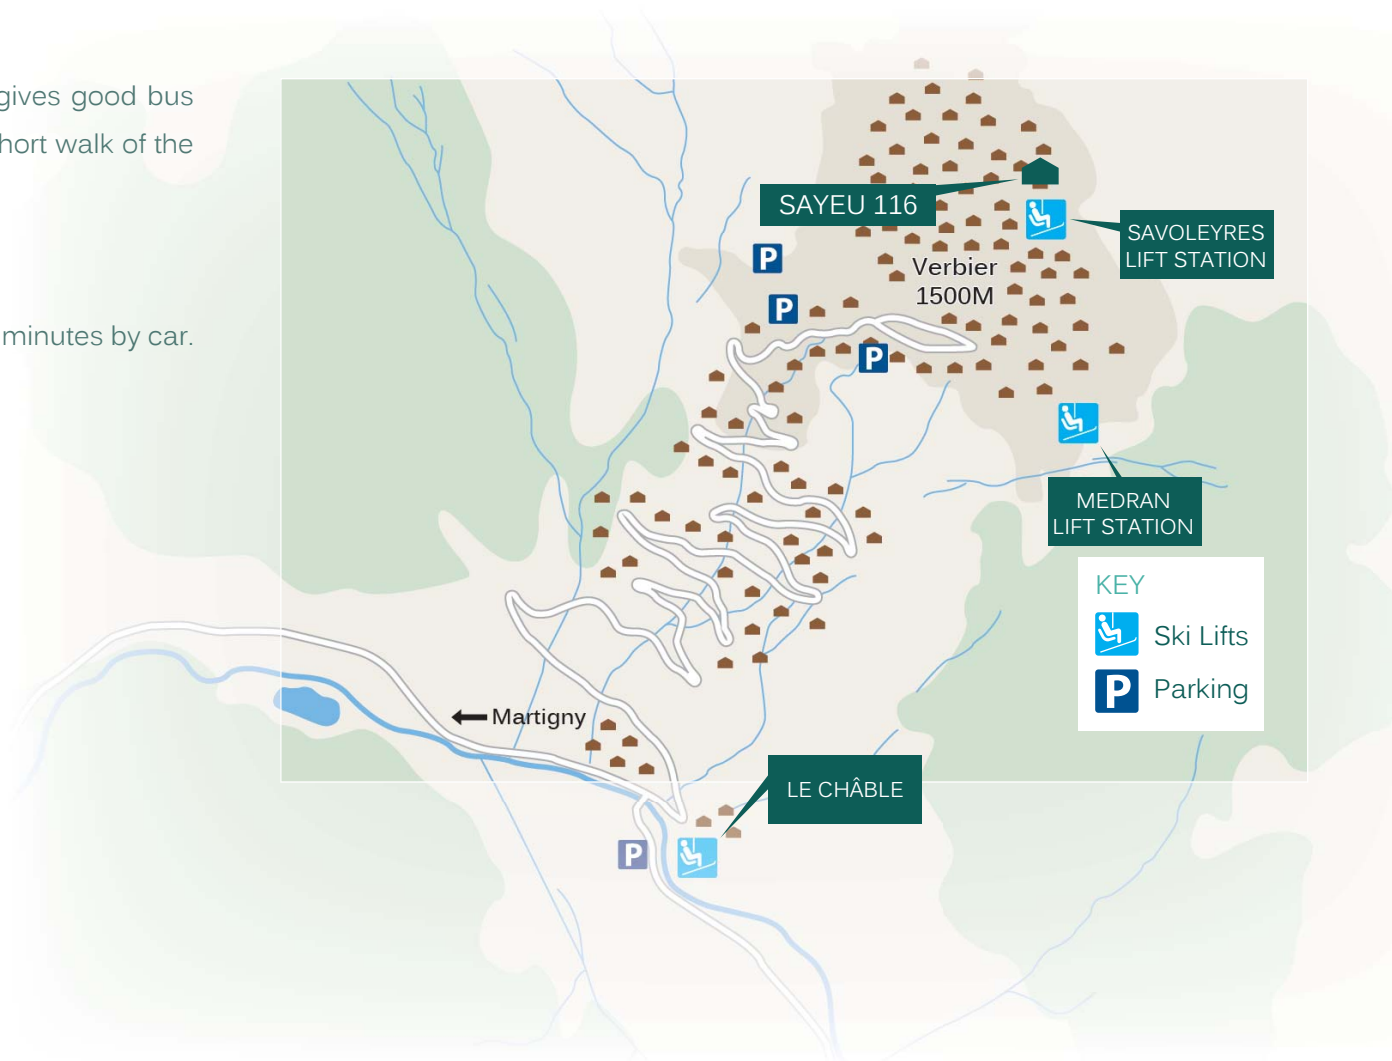 gives good bus
hort walk of the
minutes by car.
SAYEU 116
SAVOLEYRES
LIFT STATION
P
Verbier
1500M
P
P
MEDRAN
LIFT STATION
KEY
Ski Lifts
P Parking
Martigny
LE CHÂBLE
P